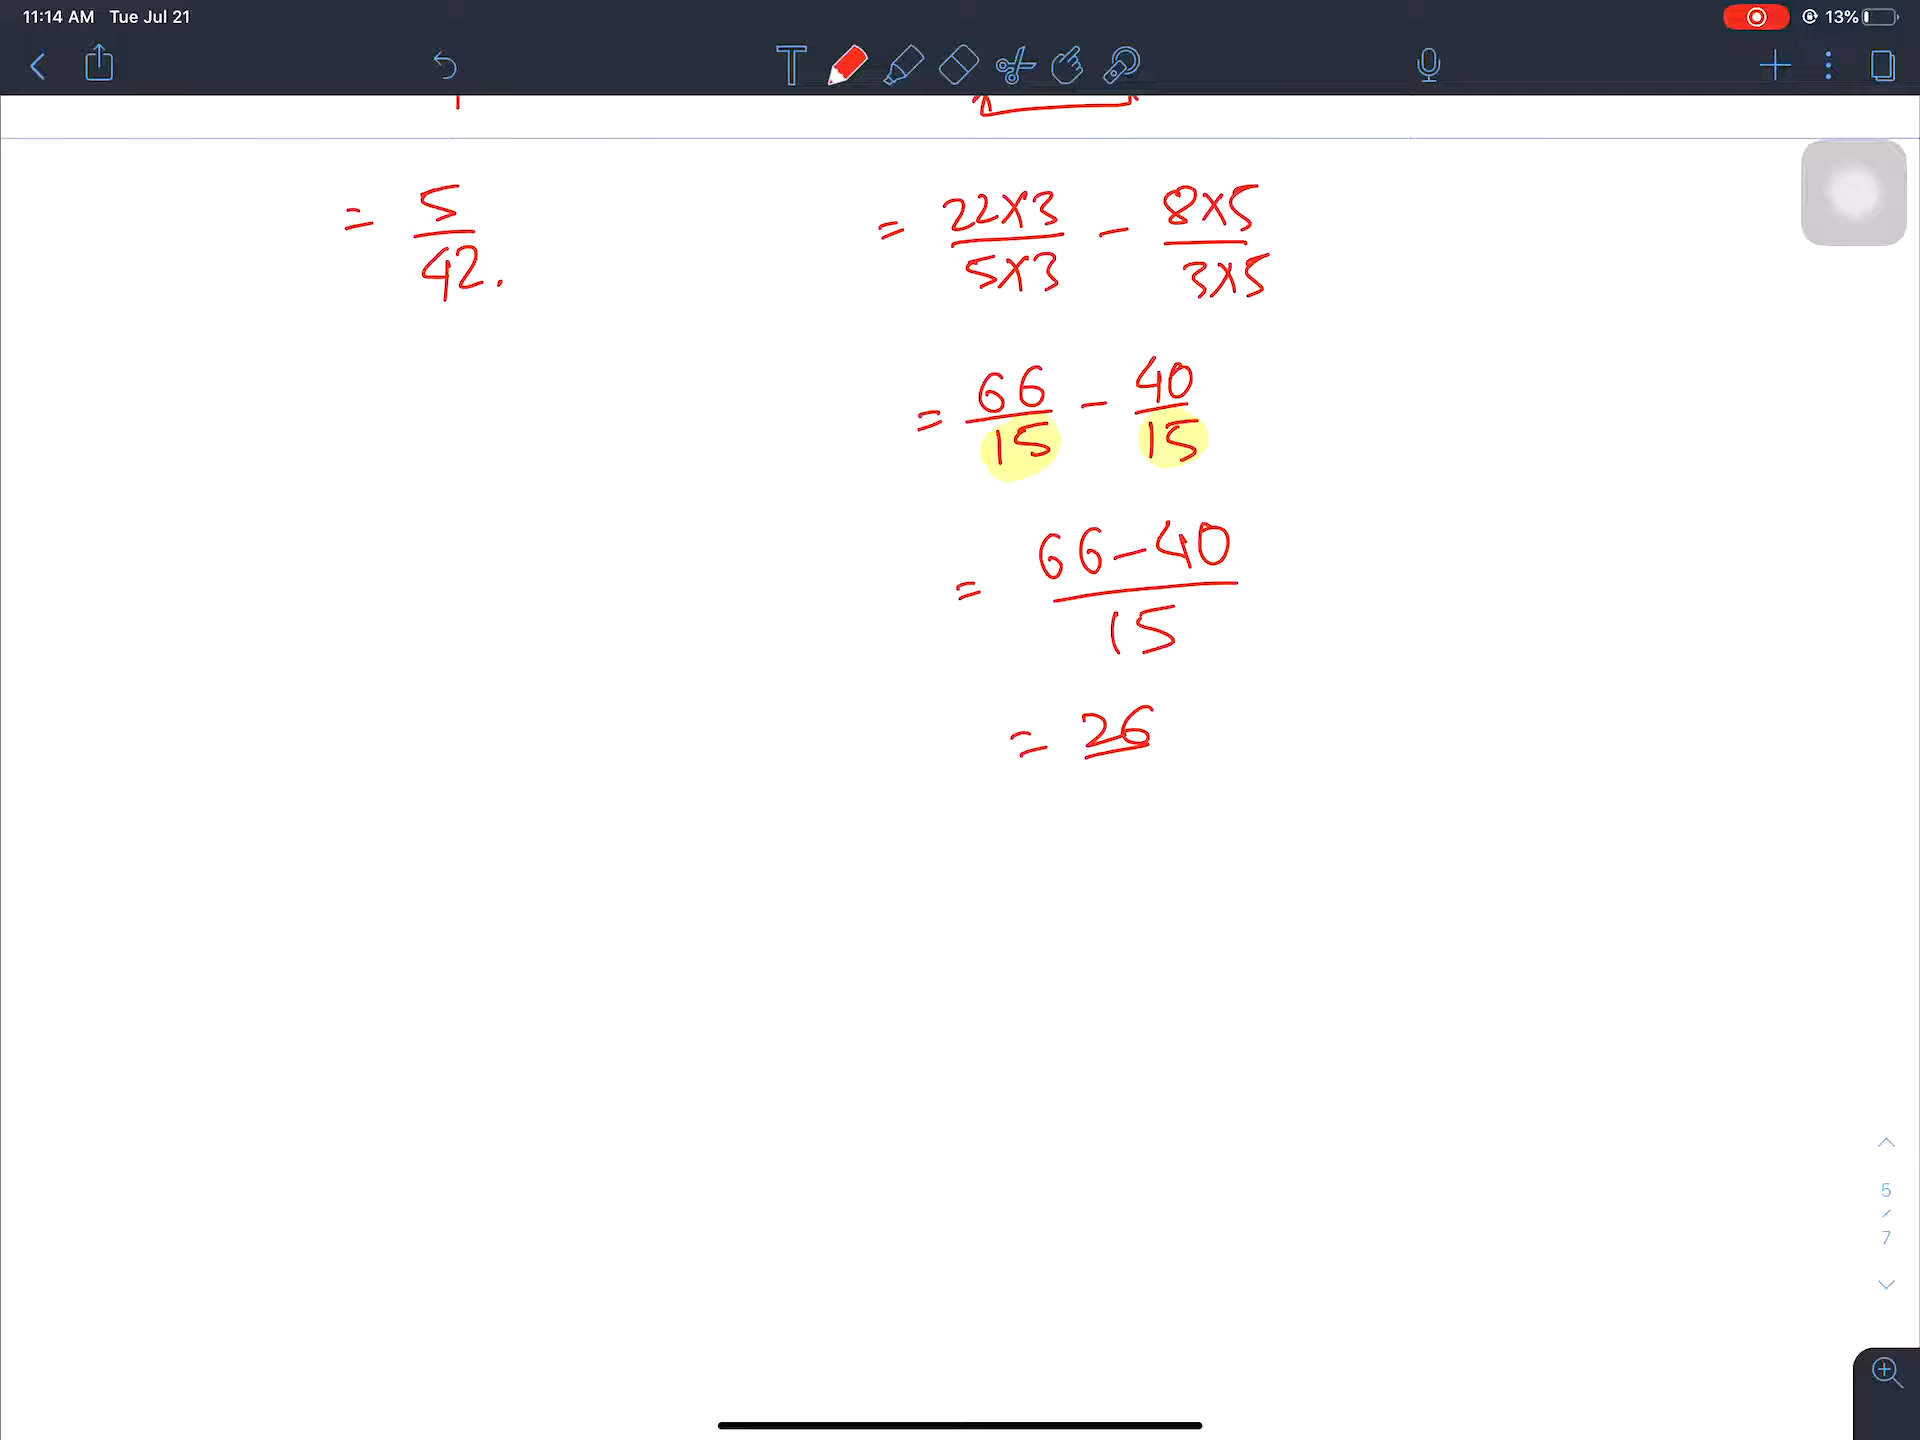 11:14 AM Tue Jul 21
13%
= 5/42.
= 22×3/5×3 - 8×5/3×5
= 66/15 - 40/15
= 66-40/15
= 26
5
/
7